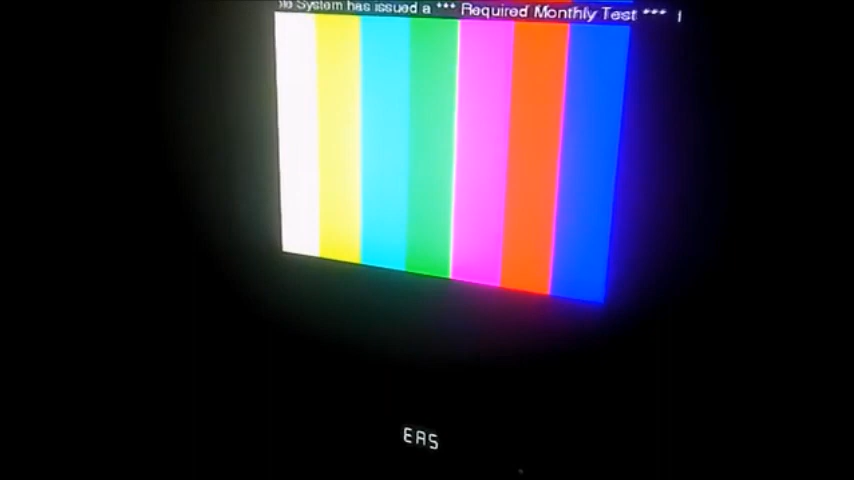 System has issued a *** Required Monthly Test ***
EAS